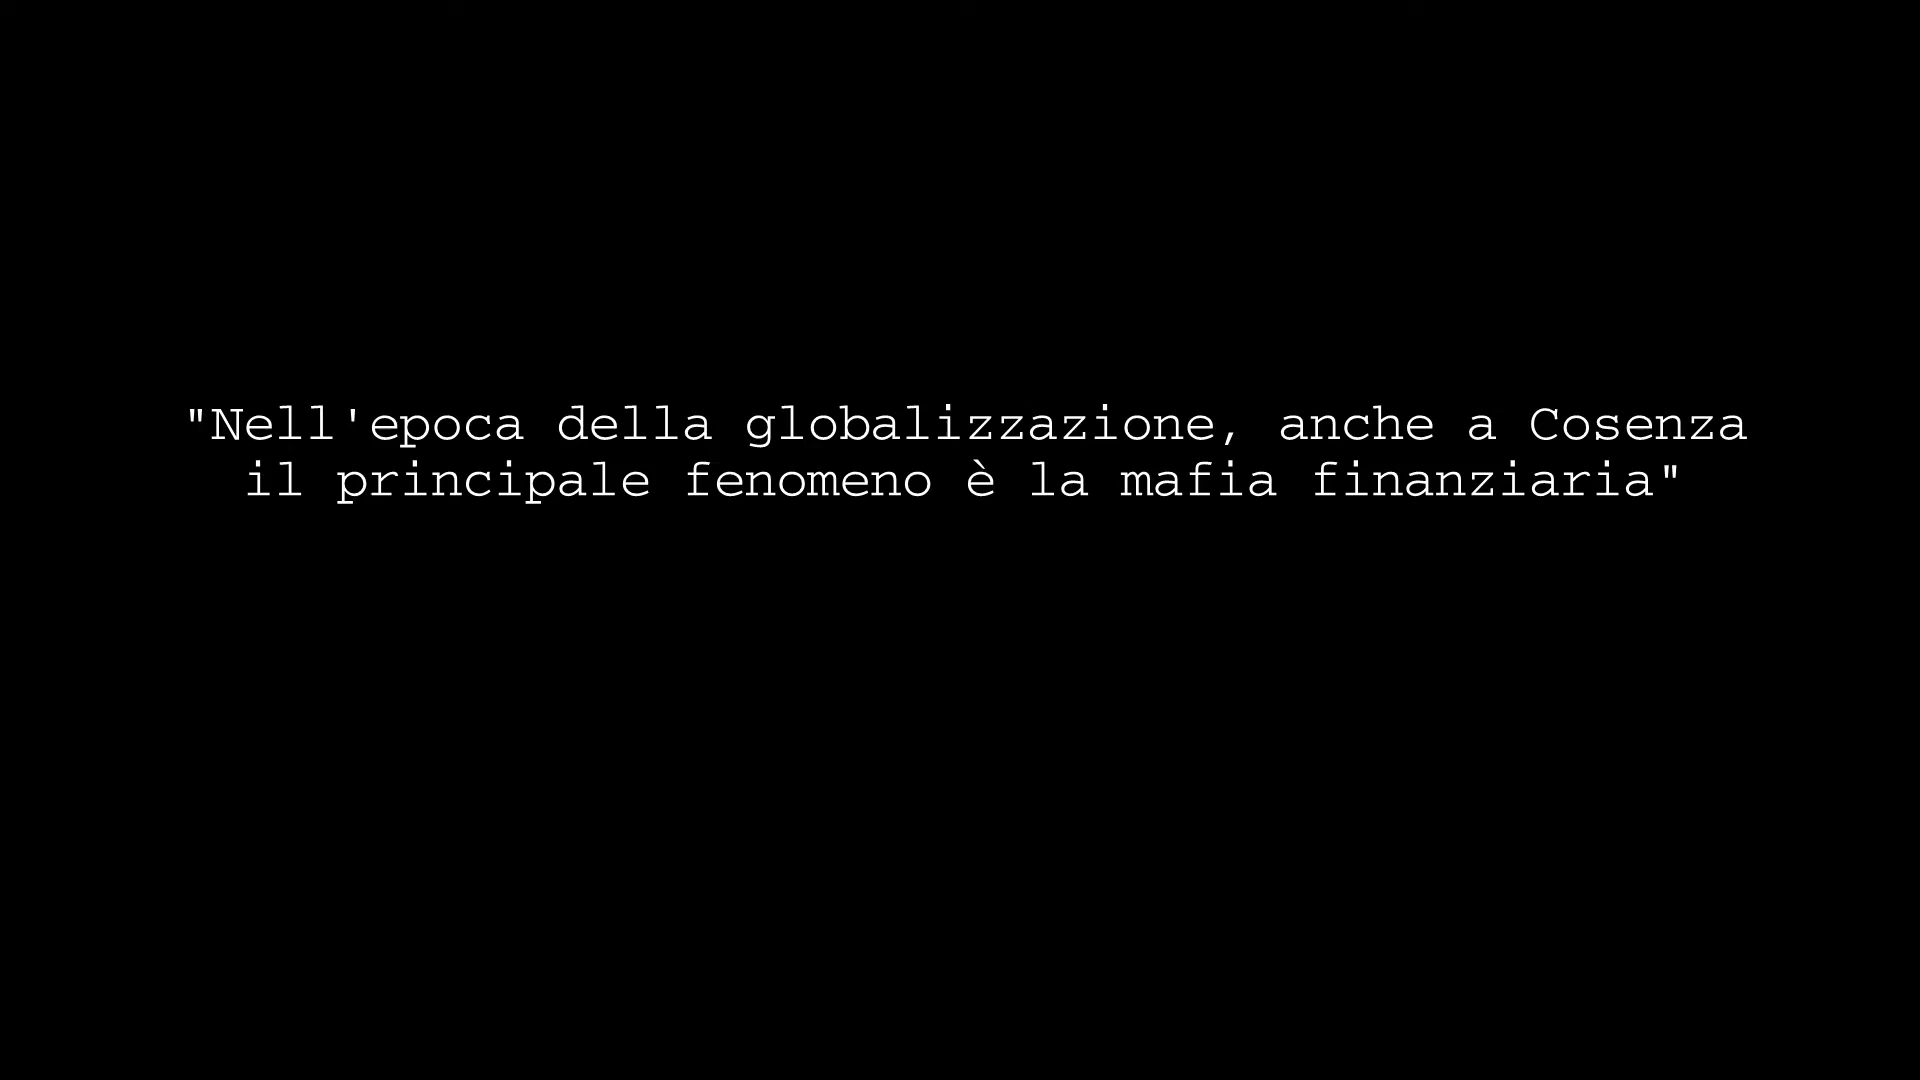 "Nell'epoca della globalizzazione, anche a Cosenza
il principale fenomeno è la mafia finanziaria"